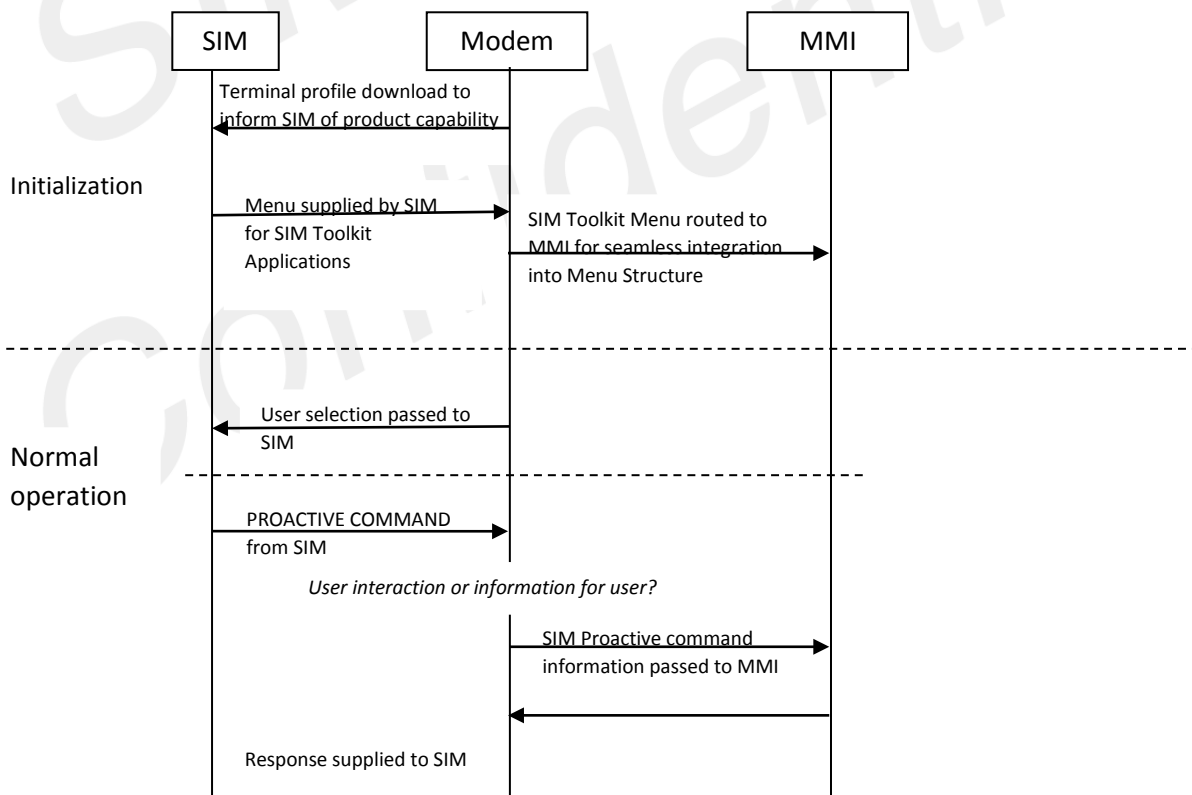 SIM
Modem
MMI
Terminal profile download to
inform SIM of product capability
Initialization
Menu supplied by SIM
for SIM Toolkit
Applications
SIM Toolkit Menu routed to
MMI for seamless integration
into Menu Structure
User selection passed to
SIM
Normal
operation
PROACTIVE COMMAND
from SIM
User interaction or information for user?
SIM Proactive command
information passed to MMI
Response supplied to SIM